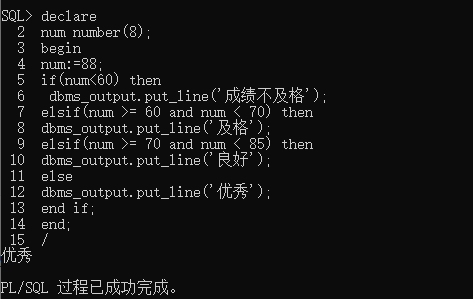 SQL> declare
2 num number(8);
3 begin
4 num:=88;
5 if(num<60) then
6 dbms_output.put_line('成绩不及格');
7 elsif(num >= 60 and num < 70) then
8 dbms_output.put_line('及格');
9 elsif(num >= 70 and num < 85) then
10 dbms_output.put_line('良好');
11 else
12 dbms_output.put_line('优秀');
13 end if;
14 end;
15 /
优秀
PL/SQL 过程已成功完成。